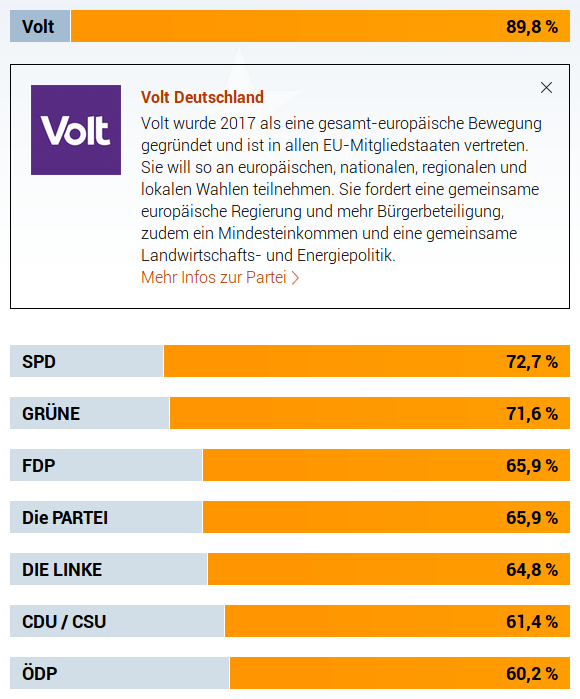 Volt 89,8 %
Volt Deutschland
Volt
Volt wurde 2017 als eine gesamt-europäische Bewegung
gegründet und ist in allen EU-Mitgliedstaaten vertreten.
Sie will so an europäischen, nationalen, regionalen und
lokalen Wahlen teilnehmen. Sie fordert eine gemeinsame
europäische Regierung und mehr Bürgerbeteiligung,
zudem ein Mindesteinkommen und eine gemeinsame
Landwirtschafts- und Energiepolitik.
Mehr Infos zur Partei
SPD 72,7 %
GRÜNE 71,6 %
FDP 65,9 %
Die PARTEI 65,9 %
DIE LINKE 64,8 %
CDU / CSU 61,4 %
ÖDP 60,2 %